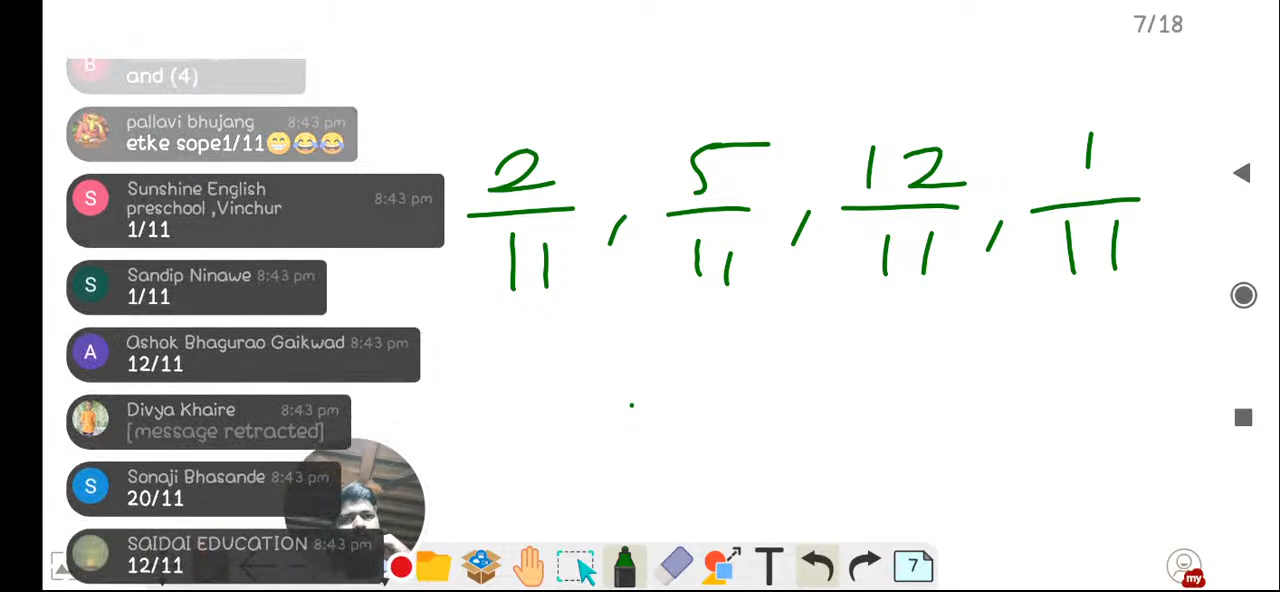 7/18
B
and (4)
pallavi bhujang 8:43 pm
etke sope1/11😁😂😂
S
Sunshine English
preschool ,Vinchur 8:43 pm
1/11
S
Sandip Ninawe 8:43 pm
1/11
A
Ashok Bhagurao Gaikwad 8:43 pm
12/11
Divya Khaire 8:43 pm
[message retracted]
S
Sonaji Bhasande 8:43 pm
20/11
SAIDAI EDUCATION 8:43 pm
12/11
2/11 , 5/11 , 12/11 , 1/11
T
7
my